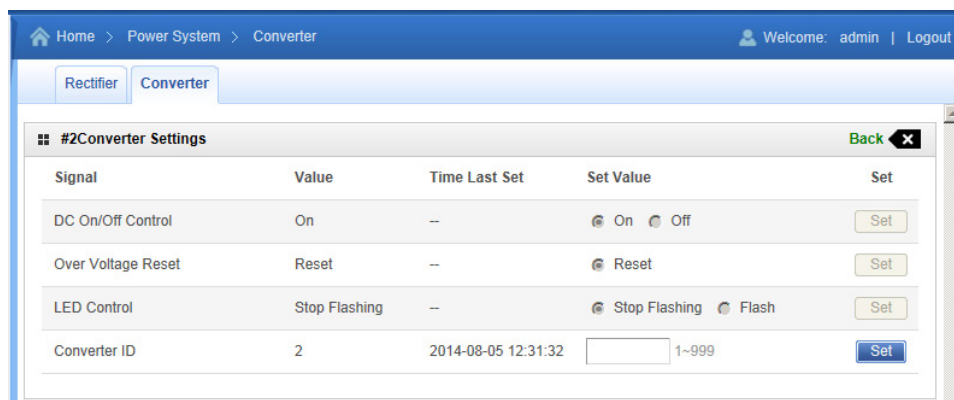 Home > Power System > Converter Welcome: admin | Logout
Rectifier Converter
#2Converter Settings Back
Signal Value Time Last Set Set Value Set
DC On/Off Control On -- On Off Set
Over Voltage Reset Reset -- Reset Set
LED Control Stop Flashing -- Stop Flashing Flash Set
Converter ID 2 2014-08-05 12:31:32 1~999 Set